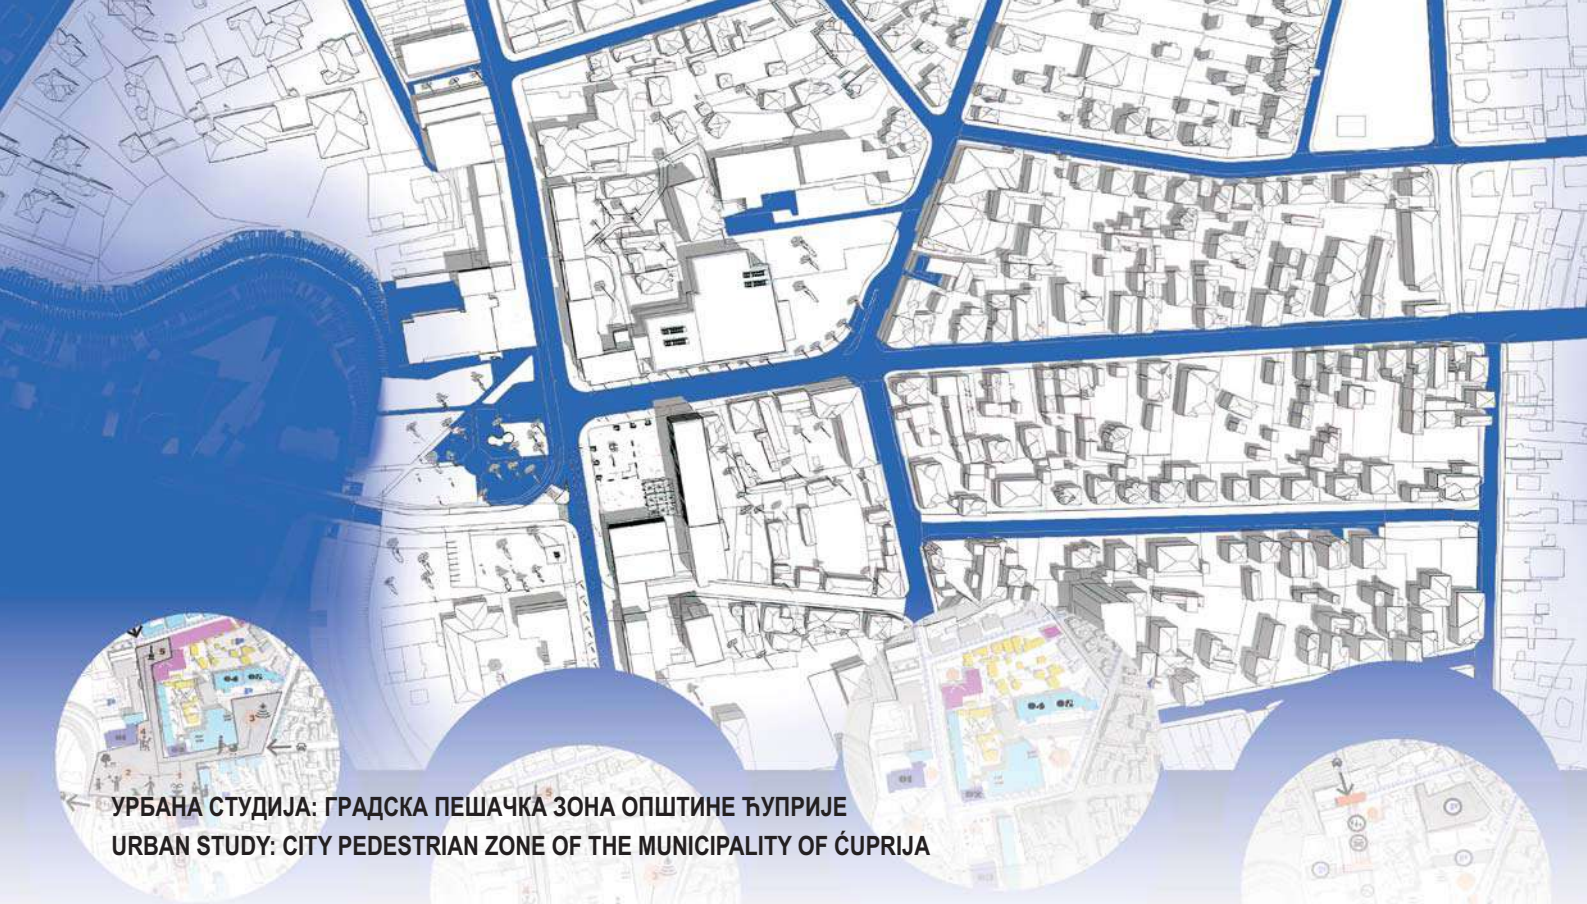 УРБАНА СТУДИЈА: ГРАДСКА ПЕШАЧКА ЗОНА ОПШТИНЕ ЋУПРИЈЕ
URBAN STUDY: CITY PEDESTRIAN ZONE OF THE MUNICIPALITY OF ĆUPRIJA